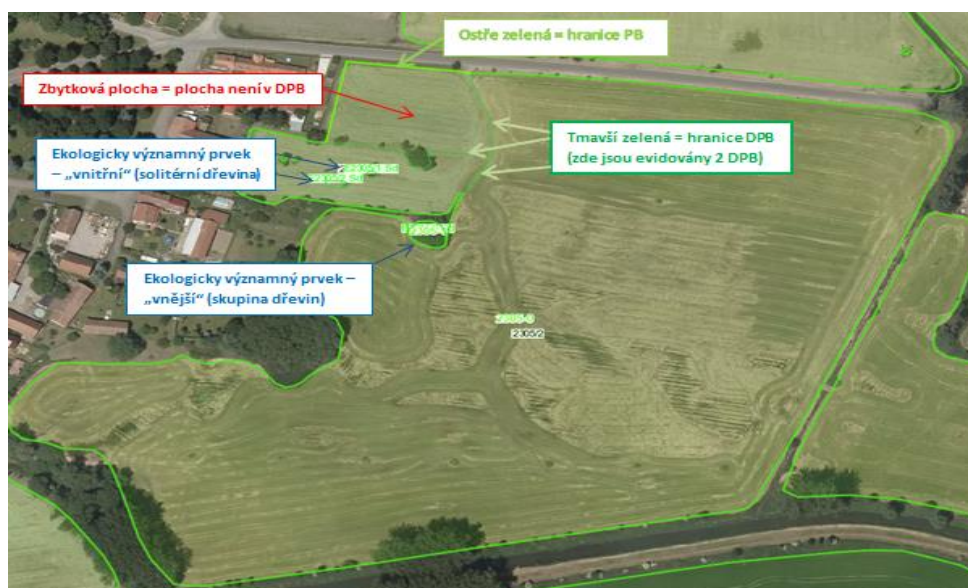 Ostře zelená = hranice PB
Zbytková plocha = plocha není v DPB
Tmavší zelená = hranice DPB
(zde jsou evidovány 2 DPB)
Ekologicky významný prvek
– „vnitřní“ (solitérní dřevina)
Ekologicky významný prvek –
„vnější“ (skupina dřevin)
2305/2